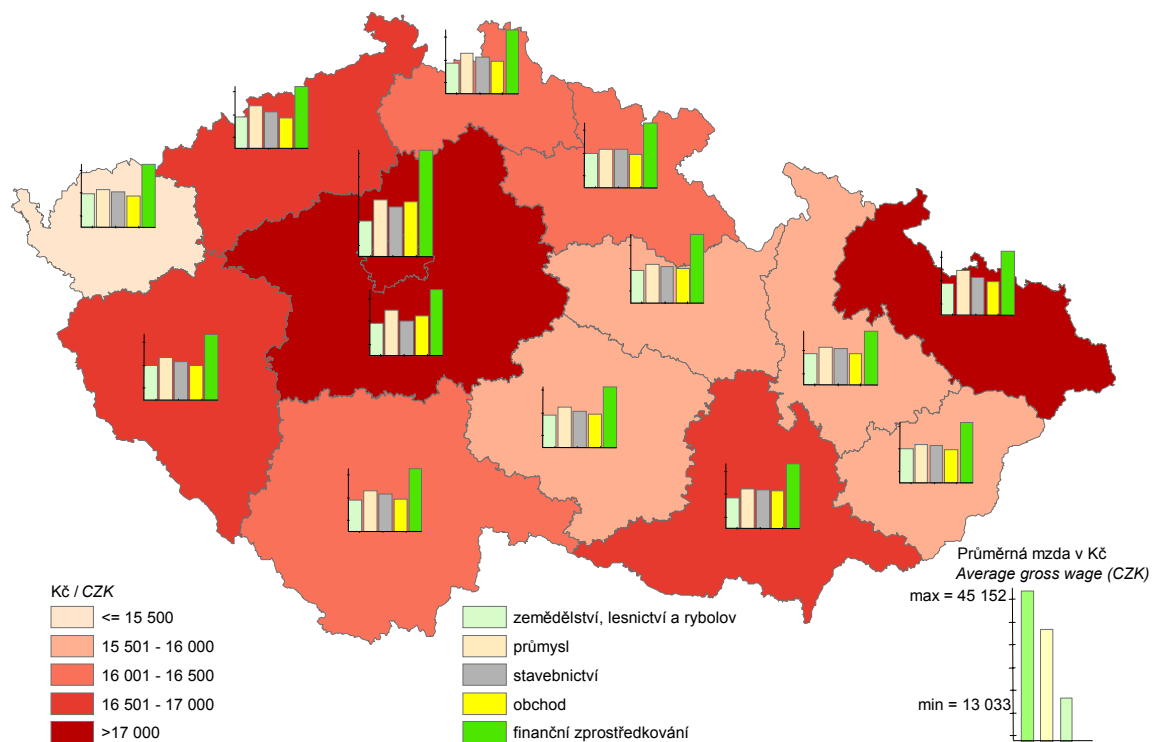 Průměrná mzda v Kč
Average gross wage (CZK)
max = 45 152
min = 13 033
Kč / CZK
<= 15 500
15 501 - 16 000
16 001 - 16 500
16 501 - 17 000
>17 000
zemědělství, lesnictví a rybolov
průmysl
stavebnictví
obchod
finanční zprostředkování